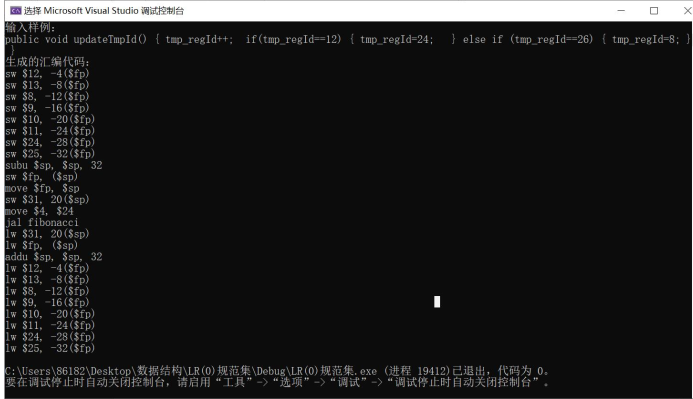 选择 Microsoft Visual Studio 调试控制台
输入样例:
public void updateTmpId() { tmp_regId++;  if(tmp_regId==12) { tmp_regId=24;   } else if (tmp_regId==26) { tmp_regId=8; }
}
生成的汇编代码:
sw $12, -4($fp)
sw $13, -8($fp)
sw $8, -12($fp)
sw $9, -16($fp)
sw $10, -20($fp)
sw $11, -24($fp)
sw $24, -28($fp)
sw $25, -32($fp)
subu $sp, $sp, 32
sw $fp, ($sp)
move $fp, $sp
sw $31, 20($sp)
move $4, $24
jal fibonacci
lw $31, 20($sp)
lw $fp, ($sp)
addu $sp, $sp, 32
lw $12, -4($fp)
lw $13, -8($fp)
lw $8, -12($fp)
lw $9, -16($fp)
lw $10, -20($fp)
lw $11, -24($fp)
lw $24, -28($fp)
lw $25, -32($fp)
C:\Users\86182\Desktop\数据结构\LR(0)规范集\Debug\LR(0)规范集.exe (进程 19412)已退出，代码为 0。
要在调试停止时自动关闭控制台，请启用“工具”->“选项”->“调试”->“调试停止时自动关闭控制台”。